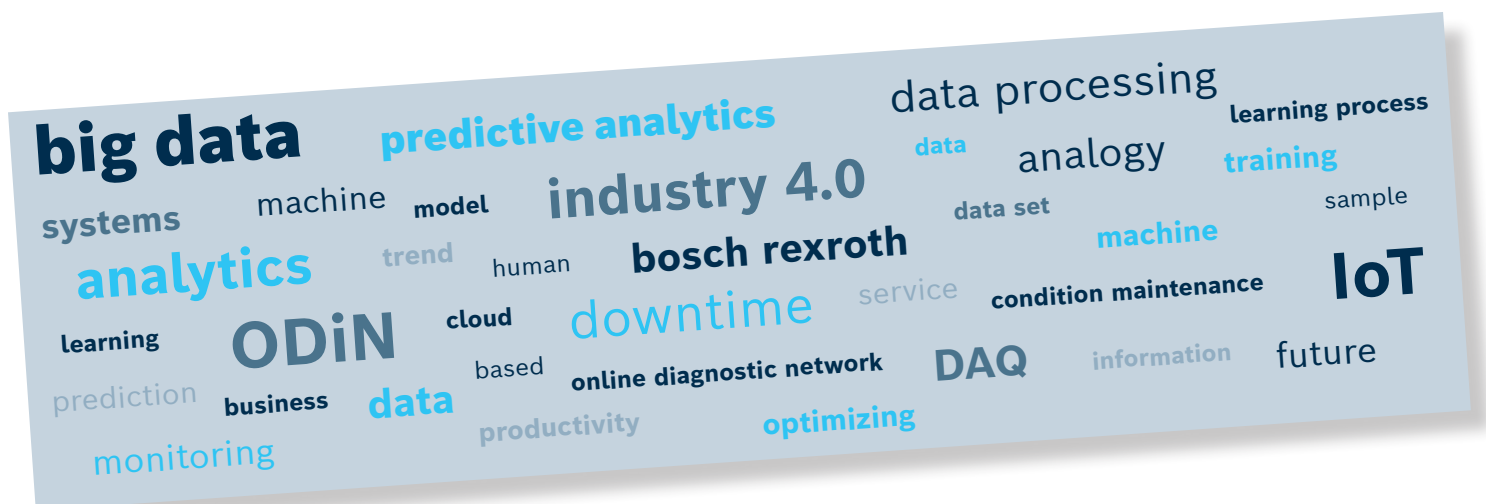 big data
predictive analytics
data processing
learning process
systems
machine
model
industry 4.0
data
analogy
training
analytics
trend
human
bosch rexroth
data set
machine
sample
learning
ODiN
cloud
downtime
service
condition maintenance
IoT
prediction
business
data
based
online diagnostic network
DAQ
information
future
monitoring
productivity
optimizing